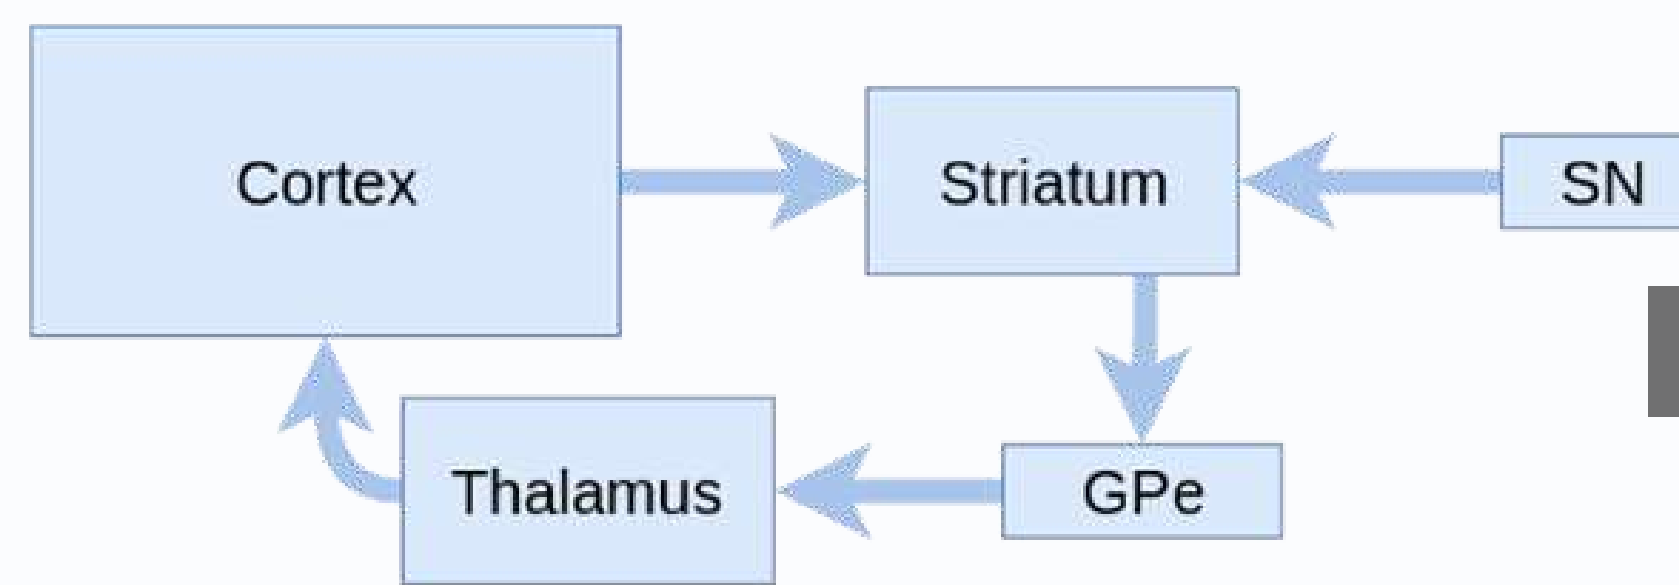 Cortex
Striatum
SN
Thalamus
GPe